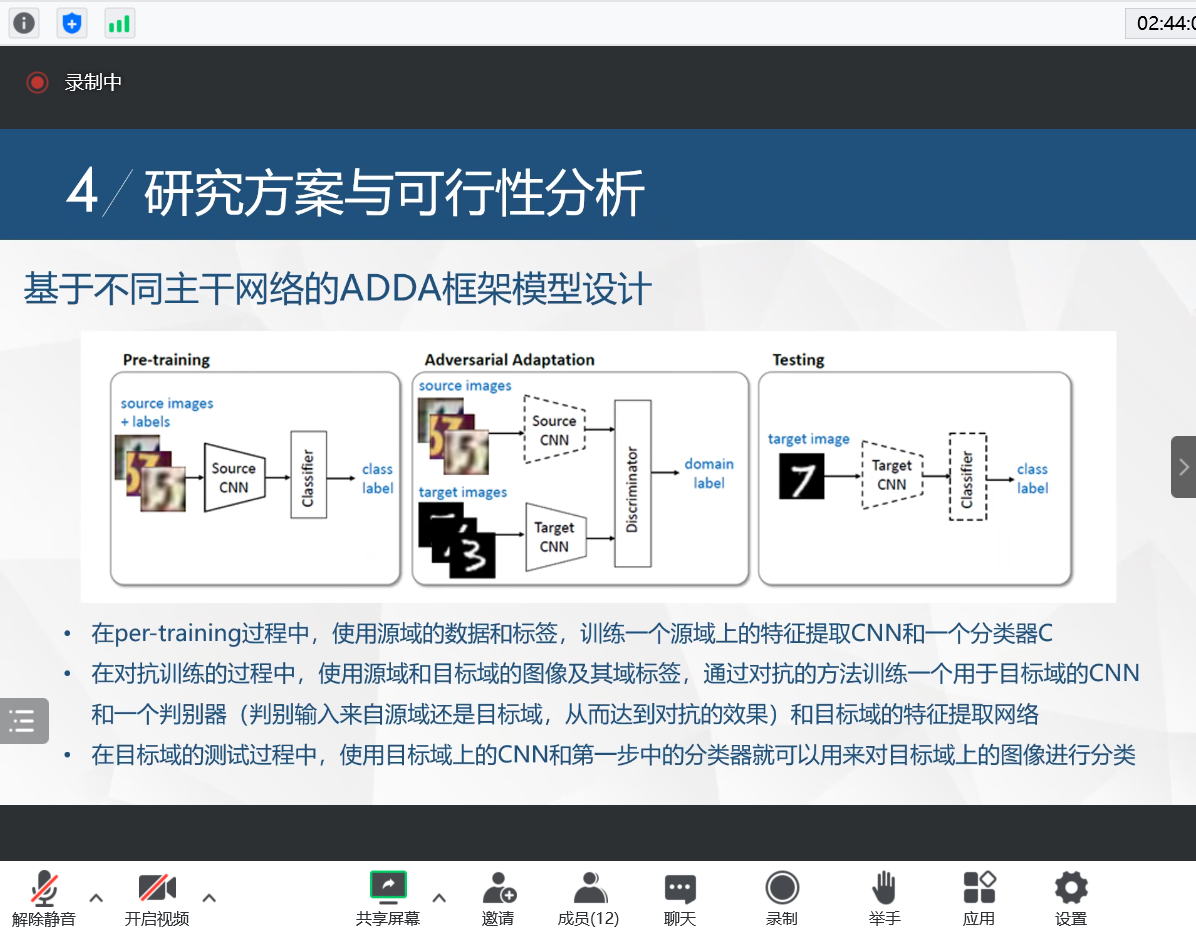 02:44:0
录制中
4/ 研究方案与可行性分析
基于不同主干网络的ADDA框架模型设计
Pre-training
source images
+ labels
Source
CNN
Classifier
class
label
Adversarial Adaptation
source images
Source
CNN
target images
Target
CNN
Discriminator
domain
label
Testing
target image
7
Target
CNN
Classifier
class
label
• 在per-training过程中，使用源域的数据和标签，训练一个源域上的特征提取CNN和一个分类器C
• 在对抗训练的过程中，使用源域和目标域的图像及其域标签，通过对抗的方法训练一个用于目标域的CNN
和一个判别器（判别输入来自源域还是目标域，从而达到对抗的效果）和目标域的特征提取网络
• 在目标域的测试过程中，使用目标域上的CNN和第一步中的分类器就可以用来对目标域上的图像进行分类
解除静音
开启视频
共享屏幕
邀请
成员(12)
聊天
录制
举手
应用
设置